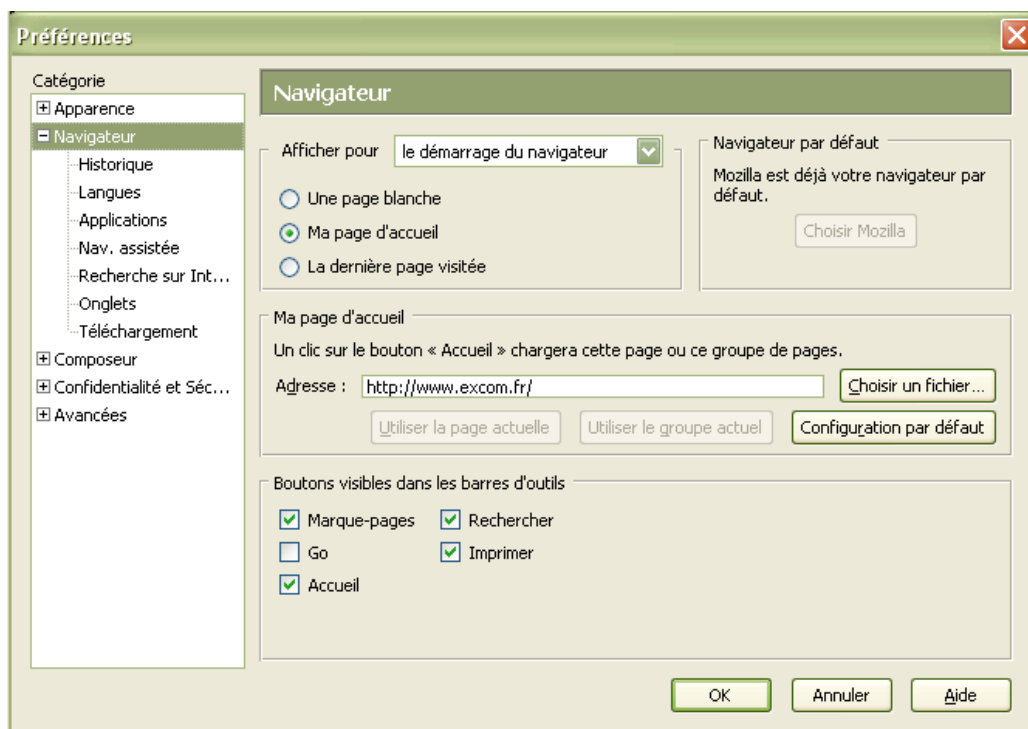 Préférences
Catégorie
Apparence
Navigateur
Historique
Langues
Applications
Nav. assistée
Recherche sur Int...
Onglets
Téléchargement
Composeur
Confidentialité et Séc...
Avancées
Navigateur
Afficher pour le démarrage du navigateur
Une page blanche
Ma page d'accueil
La dernière page visitée
Navigateur par défaut
Mozilla est déjà votre navigateur par
défaut.
Choisir Mozilla
Ma page d'accueil
Un clic sur le bouton « Accueil » chargera cette page ou ce groupe de pages.
Adresse : http://www.excom.fr/ Choisir un fichier...
Utiliser la page actuelle Utiliser le groupe actuel Configuration par défaut
Boutons visibles dans les barres d'outils
Marque-pages Rechercher
Go Imprimer
Accueil
OK Annuler Aide